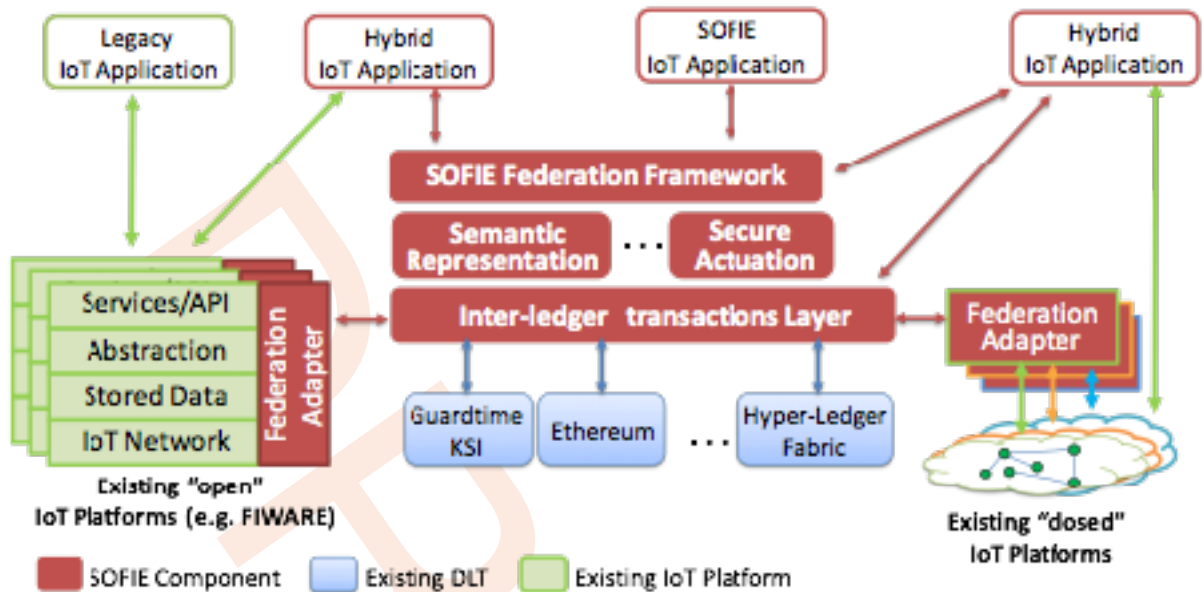 Legacy
IoT Application
Hybrid
IoT Application
SOFIE
IoT Application
Hybrid
IoT Application
SOFIE Federation Framework
Semantic
Representation
...
Secure
Actuation
Inter-ledger transactions Layer
Services/API
Abstraction
Stored Data
IoT Network
Federation
Adapter
Federation
Adapter
Guardtime
KSI
Ethereum
...
Hyper-Ledger
Fabric
Existing "open"
IoT Platforms (e.g. FIWARE)
Existing "closed"
IoT Platforms
SOFIE Component
Existing DLT
Existing IoT Platform